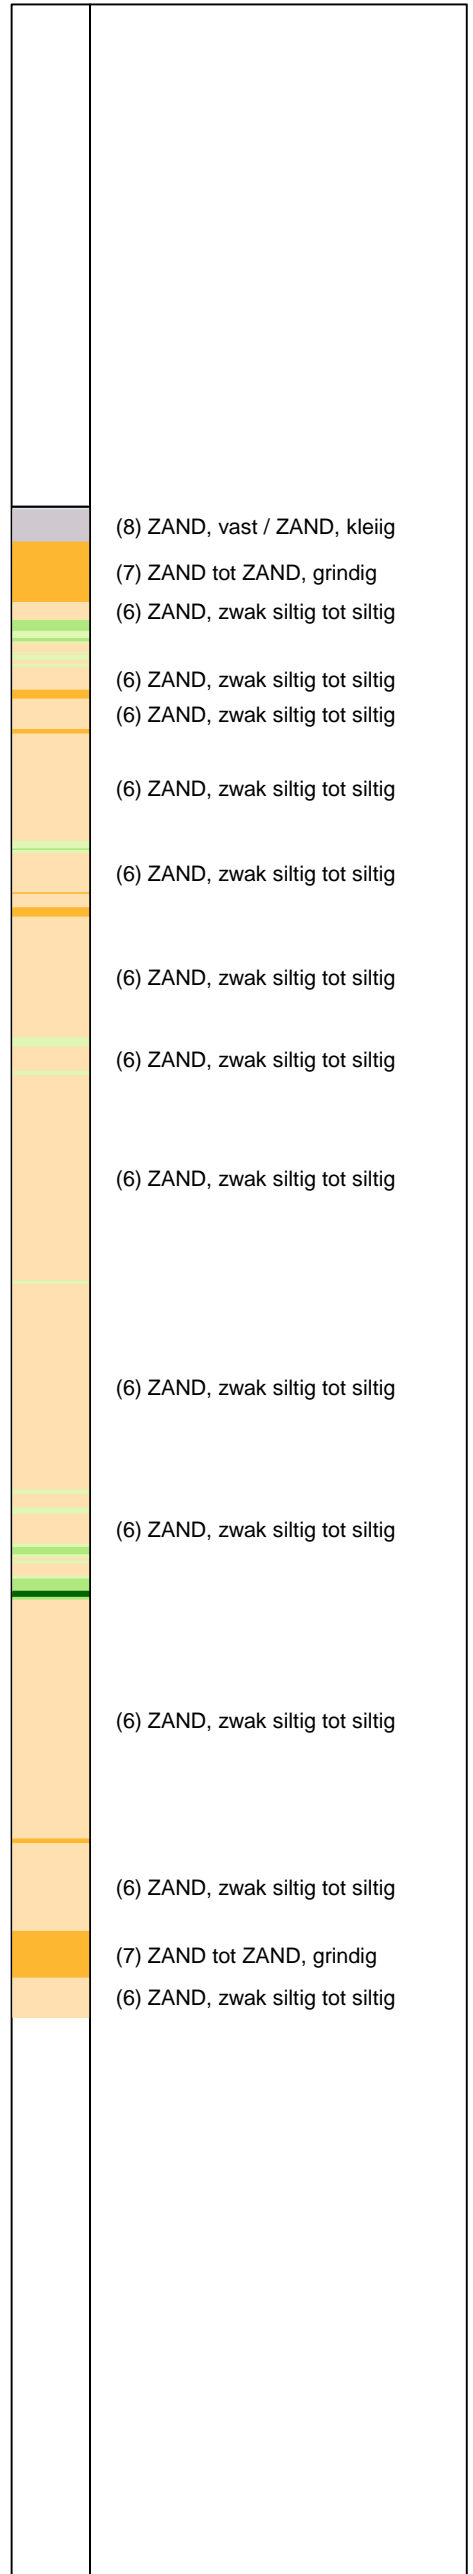 (8) ZAND, vast / ZAND, kleiig
(7) ZAND tot ZAND, grindig
(6) ZAND, zwak siltig tot siltig
(6) ZAND, zwak siltig tot siltig
(6) ZAND, zwak siltig tot siltig
(6) ZAND, zwak siltig tot siltig
(6) ZAND, zwak siltig tot siltig
(6) ZAND, zwak siltig tot siltig
(6) ZAND, zwak siltig tot siltig
(6) ZAND, zwak siltig tot siltig
(6) ZAND, zwak siltig tot siltig
(6) ZAND, zwak siltig tot siltig
(6) ZAND, zwak siltig tot siltig
(6) ZAND, zwak siltig tot siltig
(7) ZAND tot ZAND, grindig
(6) ZAND, zwak siltig tot siltig